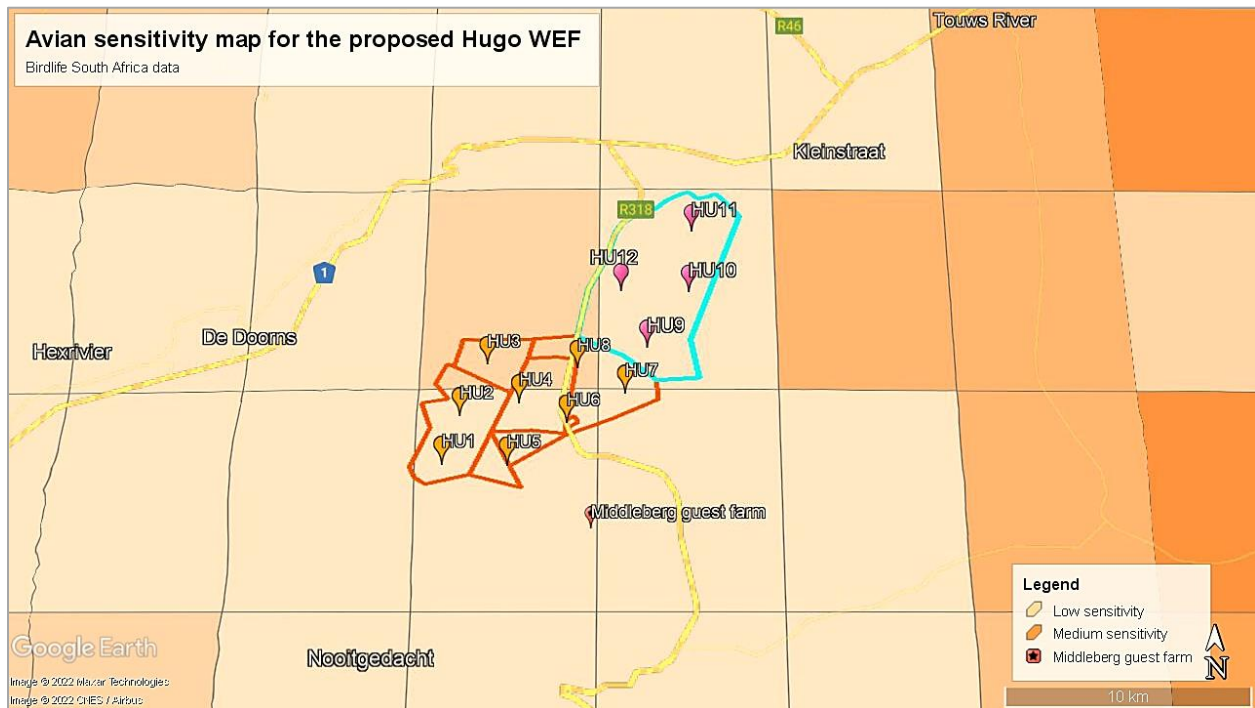 Avian sensitivity map for the proposed Hugo WEF
Birdlife South Africa data
Touws River
R46
Kleinstraat
R318
HU11
HU12
HU10
1
De Doorns
HU9
Hexrivier
HU3
HU8
HU7
HU4
HU2
HU6
HU1
HU5
Middleberg guest farm
Legend
Low sensitivity
Medium sensitivity
Middleberg guest farm
Google Earth
Nooitgedacht
N
Image © 2022 Maxar Technologies
Image © 2022 CNES / Airbus
10 km